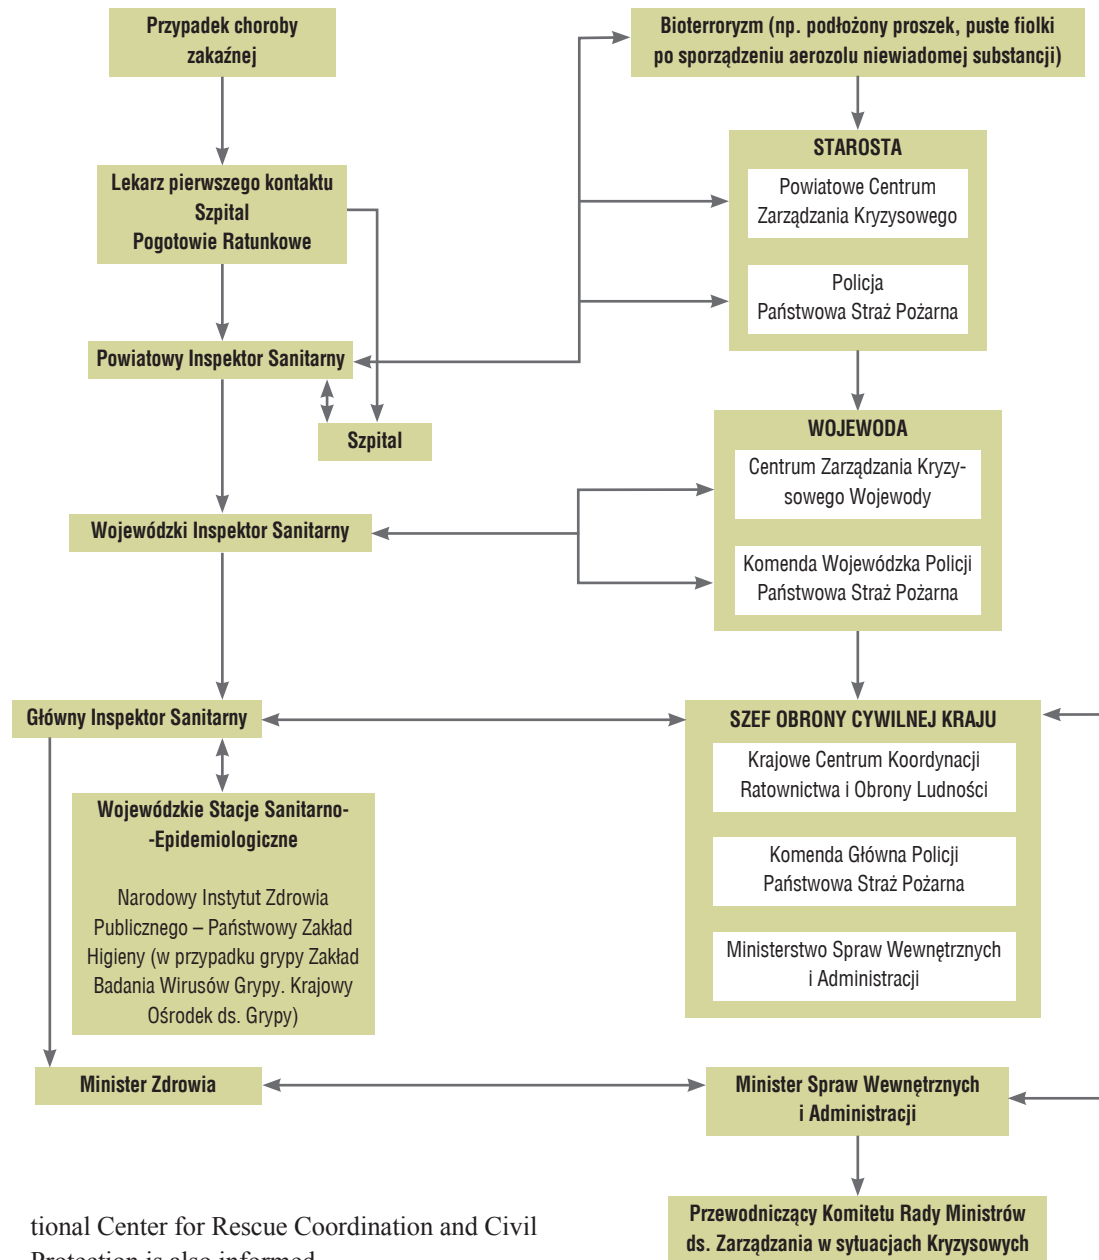 Przypadek choroby
zakaźnej
Bioterroryzm (np. podłożony proszek, puste fiolki
po sporządzeniu aerozolu niewiadomej substancji)
Lekarz pierwszego kontaktu
Szpital
Pogotowie Ratunkowe
STAROSTA
Powiatowe Centrum
Zarządzania Kryzysowego
Policja
Państwowa Straż Pożarna
Powiatowy Inspektor Sanitarny
Szpital
WOJEWODA
Centrum Zarządzania Kryzy-
sowego Wojewody
Komenda Wojewódzka Policji
Państwowa Straż Pożarna
Wojewódzki Inspektor Sanitarny
Główny Inspektor Sanitarny
SZEF OBRONY CYWILNEJ KRAJU
Krajowe Centrum Koordynacji
Ratownictwa i Obrony Ludności
Komenda Główna Policji
Państwowa Straż Pożarna
Ministerstwo Spraw Wewnętrznych
i Administracji
Wojewódzkie Stacje Sanitarno-
-Epidemiologiczne
Narodowy Instytut Zdrowia
Publicznego – Państwowy Zakład
Higieny (w przypadku grypy Zakład
Badania Wirusów Grypy. Krajowy
Ośrodek ds. Grypy)
Minister Zdrowia
Minister Spraw Wewnętrznych
i Administracji
Przewodniczący Komitetu Rady Ministrów
ds. Zarządzania w sytuacjach Kryzysowych
tional Center for Rescue Coordination and Civil
Protection is also informed